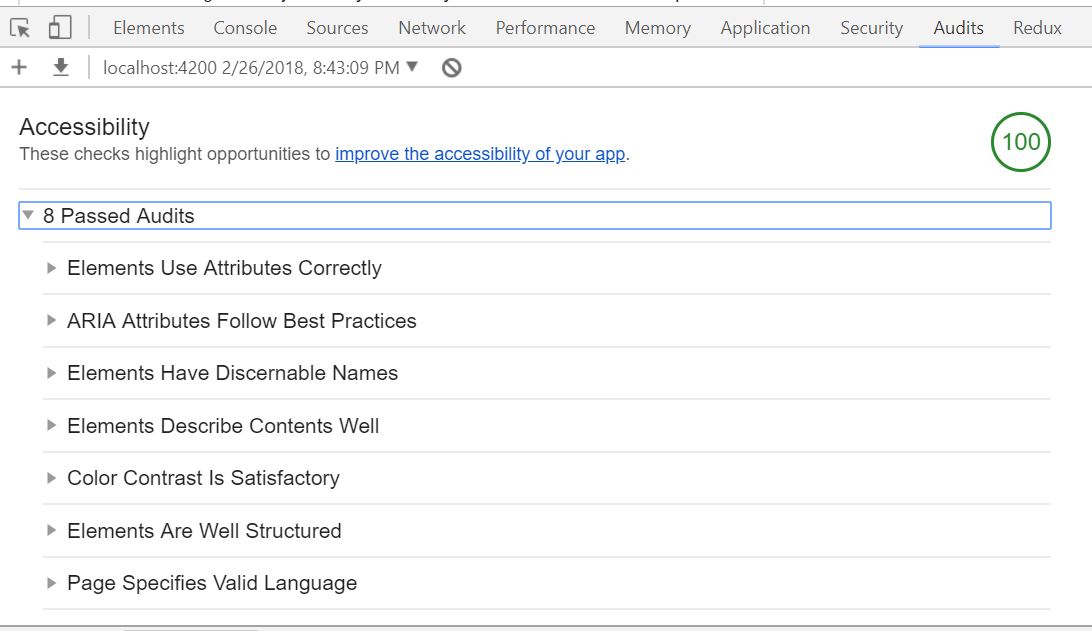 Elements Console Sources Network Performance Memory Application Security Audits Redux
localhost:4200 2/26/2018, 8:43:09 PM
Accessibility
100
These checks highlight opportunities to improve the accessibility of your app.
8 Passed Audits
Elements Use Attributes Correctly
ARIA Attributes Follow Best Practices
Elements Have Discernable Names
Elements Describe Contents Well
Color Contrast Is Satisfactory
Elements Are Well Structured
Page Specifies Valid Language